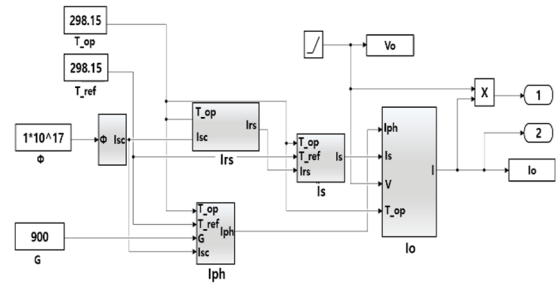 298.15
T_op
298.15
T_ref
1*10^17
Φ
Φ Isc
900
G
T_op
Isc
Irs
Irs
T_op
T_ref
Irs
Is
Is
T_op
T_ref
G
Isc
Iph
Iph
Vo
Iph
Is
V
T_op
I
Io
X
1
2
Io